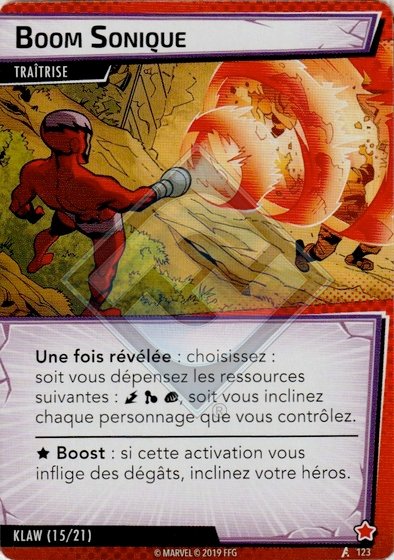 Boom Sonique
TRAÎTRISE
Une fois révélée : choisissez :
soit vous dépensez les ressources
suivantes : , soit vous inclinez
chaque personnage que vous contrôlez.
★ Boost : si cette activation vous
inflige des dégâts, inclinez votre héros.
KLAW (15/21)
© MARVEL © 2019 FFG
123
®